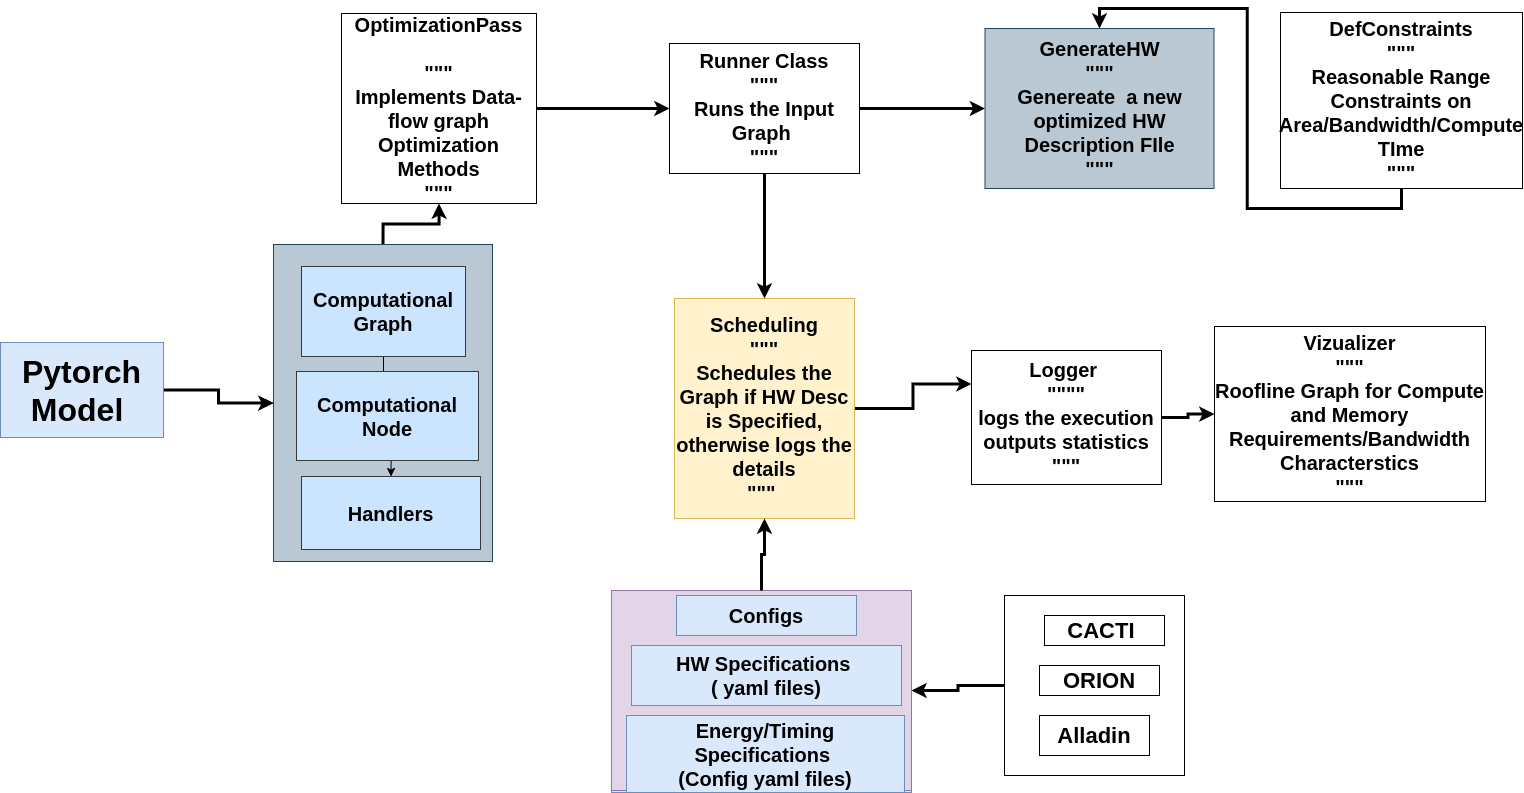 OptimizationPass
"""
Implements Data-
flow graph
Optimization
Methods
"""
Runner Class
"""
Runs the Input
Graph
"""
GenerateHW
"""
Genereate  a new
optimized HW
Description FIle
"""
DefConstraints
"""
Reasonable Range
Constraints on
Area/Bandwidth/Compute
TIme
"""
Pytorch
Model
Computational
Graph
Computational
Node
Handlers
Scheduling
"""
Schedules the
Graph if HW Desc
is Specified,
otherwise logs the
details
"""
Logger
""""
logs the execution
outputs statistics
"""
Vizualizer
"""
Roofline Graph for Compute
and Memory
Requirements/Bandwidth
Characterstics
"""
Configs
HW Specifications
( yaml files)
Energy/Timing
Specifications
(Config yaml files)
CACTI
ORION
Alladin